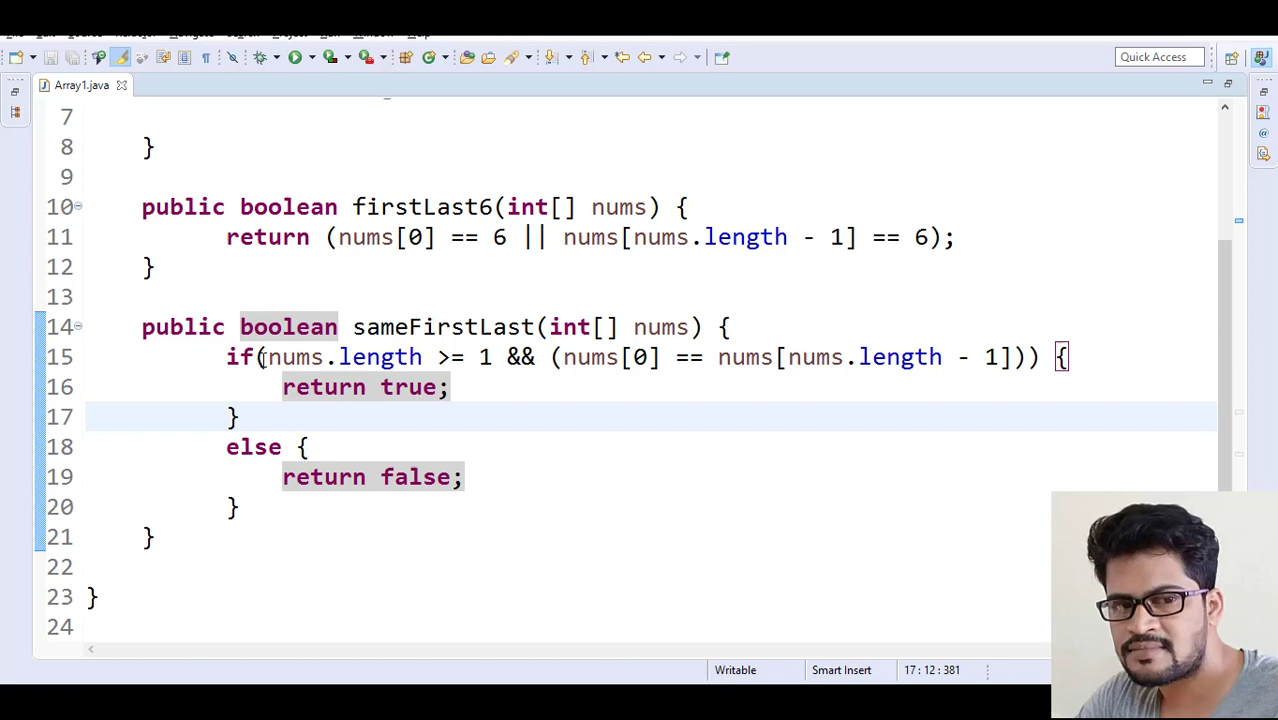 Quick Access
Array1.java
7
8 }
9
10 public boolean firstLast6(int[] nums) {
11 return (nums[0] == 6 || nums[nums.length - 1] == 6);
12 }
13
14 public boolean sameFirstLast(int[] nums) {
15 if(nums.length >= 1 && (nums[0] == nums[nums.length - 1])) {
16 return true;
17 }
18 else {
19 return false;
20 }
21 }
22
23 }
24
Writable Smart Insert 17 : 12 : 381